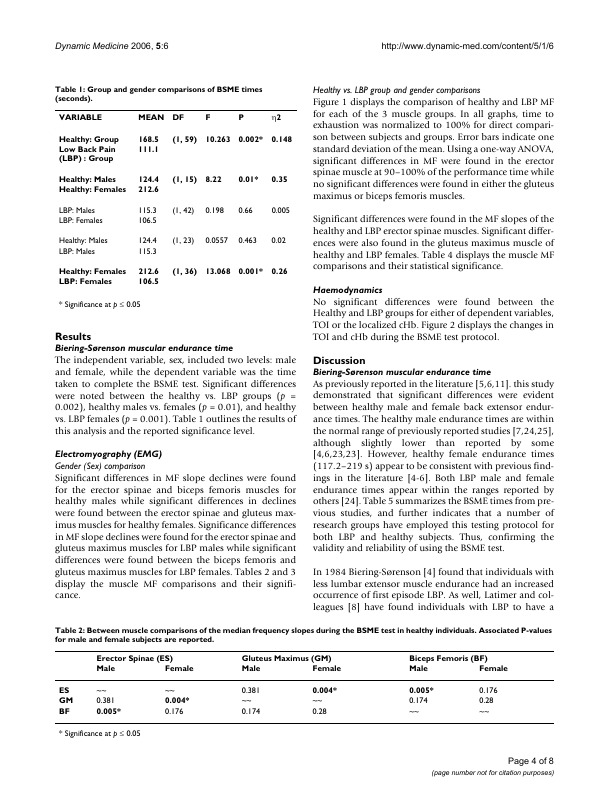 Dynamic Medicine 2006, 5:6
http://www.dynamic-med.com/content/5/1/6
Table 1: Group and gender comparisons of BSME times
(seconds).
VARIABLE MEAN DF F P η2
Healthy: Group 168.5 (1, 59) 10.263 0.002* 0.148
Low Back Pain 111.1
(LBP) : Group
Healthy: Males 124.4 (1, 15) 8.22 0.01* 0.35
Healthy: Females 212.6
LBP: Males 115.3 (1, 42) 0.198 0.66 0.005
LBP: Females 106.5
Healthy: Males 124.4 (1, 23) 0.0557 0.463 0.02
LBP: Males 115.3
Healthy: Females 212.6 (1, 36) 13.068 0.001* 0.26
LBP: Females 106.5
* Significance at p ≤ 0.05
Results
Biering-Sørenson muscular endurance time
The independent variable, sex, included two levels: male
and female, while the dependent variable was the time
taken to complete the BSME test. Significant differences
were noted between the healthy vs. LBP groups (p =
0.002), healthy males vs. females (p = 0.01), and healthy
vs. LBP females (p = 0.001). Table 1 outlines the results of
this analysis and the reported significance level.
Electromyography (EMG)
Gender (Sex) comparison
Significant differences in MF slope declines were found
for the erector spinae and biceps femoris muscles for
healthy males while significant differences in declines
were found between the erector spinae and gluteus max-
imus muscles for healthy females. Significance differences
in MF slope declines were found for the erector spinae and
gluteus maximus muscles for LBP males while significant
differences were found between the biceps femoris and
gluteus maximus muscles for LBP females. Tables 2 and 3
display the muscle MF comparisons and their signifi-
cance.
Healthy vs. LBP group and gender comparisons
Figure 1 displays the comparison of healthy and LBP MF
for each of the 3 muscle groups. In all graphs, time to
exhaustion was normalized to 100% for direct compari-
son between subjects and groups. Error bars indicate one
standard deviation of the mean. Using a one-way ANOVA,
significant differences in MF were found in the erector
spinae muscle at 90–100% of the performance time while
no significant differences were found in either the gluteus
maximus or biceps femoris muscles.
Significant differences were found in the MF slopes of the
healthy and LBP erector spinae muscles. Significant differ-
ences were also found in the gluteus maximus muscle of
healthy and LBP females. Table 4 displays the muscle MF
comparisons and their statistical significance.
Haemodynamics
No significant differences were found between the
Healthy and LBP groups for either of dependent variables,
TOI or the localized cHb. Figure 2 displays the changes in
TOI and cHb during the BSME test protocol.
Discussion
Biering-Sørenson muscular endurance time
As previously reported in the literature [5,6,11]. this study
demonstrated that significant differences were evident
between healthy male and female back extensor endur-
ance times. The healthy male endurance times are within
the normal range of previously reported studies [7,24,25],
although slightly lower than reported by some
[4,6,23,23]. However, healthy female endurance times
(117.2–219 s) appear to be consistent with previous find-
ings in the literature [4-6]. Both LBP male and female
endurance times appear within the ranges reported by
others [24]. Table 5 summarizes the BSME times from pre-
vious studies, and further indicates that a number of
research groups have employed this testing protocol for
both LBP and healthy subjects. Thus, confirming the
validity and reliability of using the BSME test.
In 1984 Biering-Sørenson [4] found that individuals with
less lumbar extensor muscle endurance had an increased
occurrence of first episode LBP. As well, Latimer and col-
leagues [8] have found individuals with LBP to have a
Table 2: Between muscle comparisons of the median frequency slopes during the BSME test in healthy individuals. Associated P-values
for male and female subjects are reported.
Erector Spinae (ES) Gluteus Maximus (GM) Biceps Femoris (BF)
Male Female Male Female Male Female
ES ~~ ~~ 0.381 0.004* 0.005* 0.176
GM 0.381 0.004* ~~ ~~ 0.174 0.28
BF 0.005* 0.176 0.174 0.28 ~~ ~~
* Significance at p ≤ 0.05
Page 4 of 8
(page number not for citation purposes)